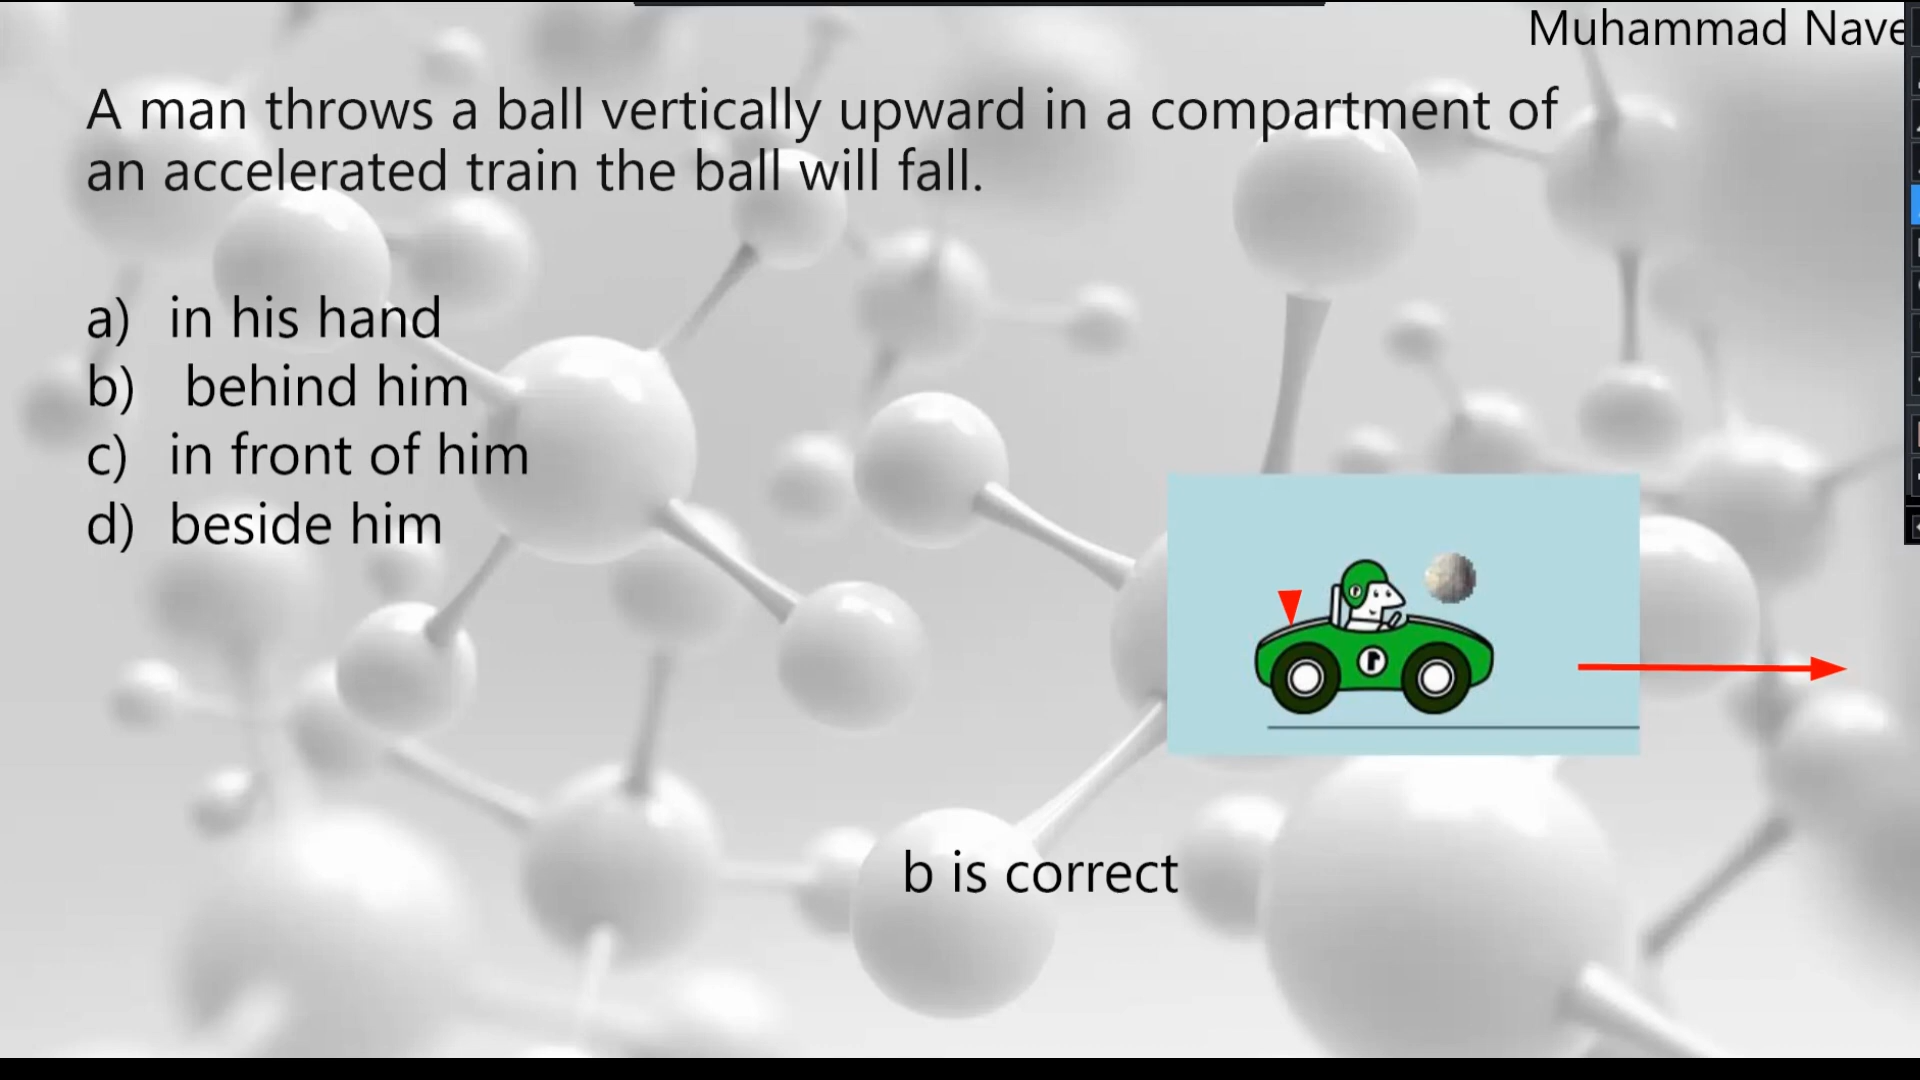 Muhammad Nave
A man throws a ball vertically upward in a compartment of
an accelerated train the ball will fall.
a) in his hand
b) behind him
c) in front of him
d) beside him
b is correct